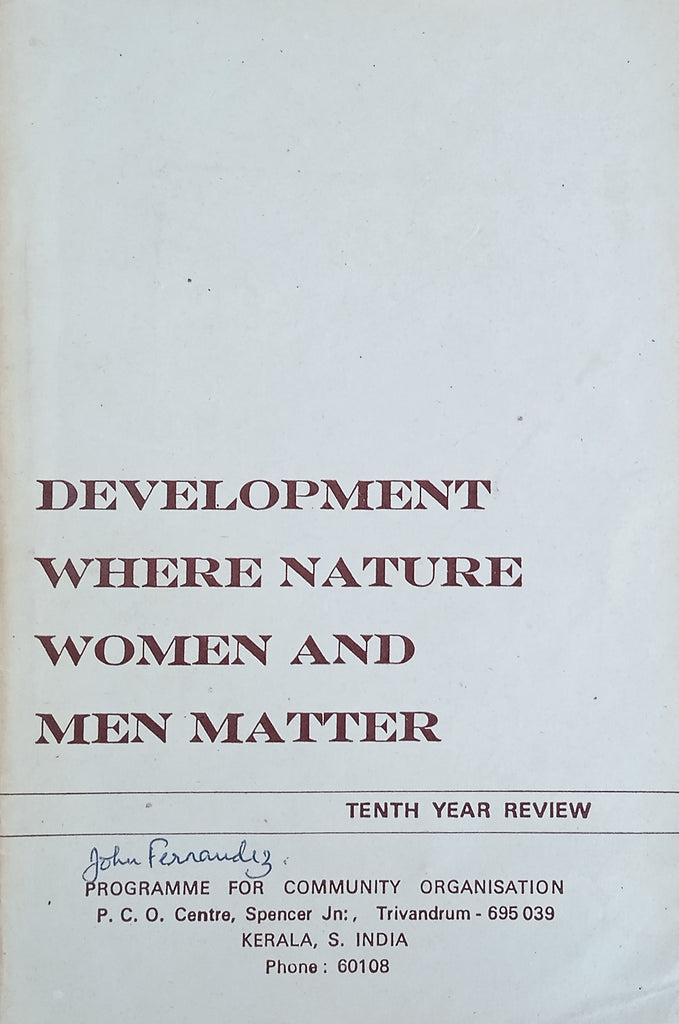 DEVELOPMENT
WHERE NATURE
WOMEN AND
MEN MATTER
TENTH YEAR REVIEW
John Fernandez.
PROGRAMME FOR COMMUNITY ORGANISATION
P. C. O. Centre, Spencer Jn:, Trivandrum - 695 039
KERALA, S. INDIA
Phone : 60108